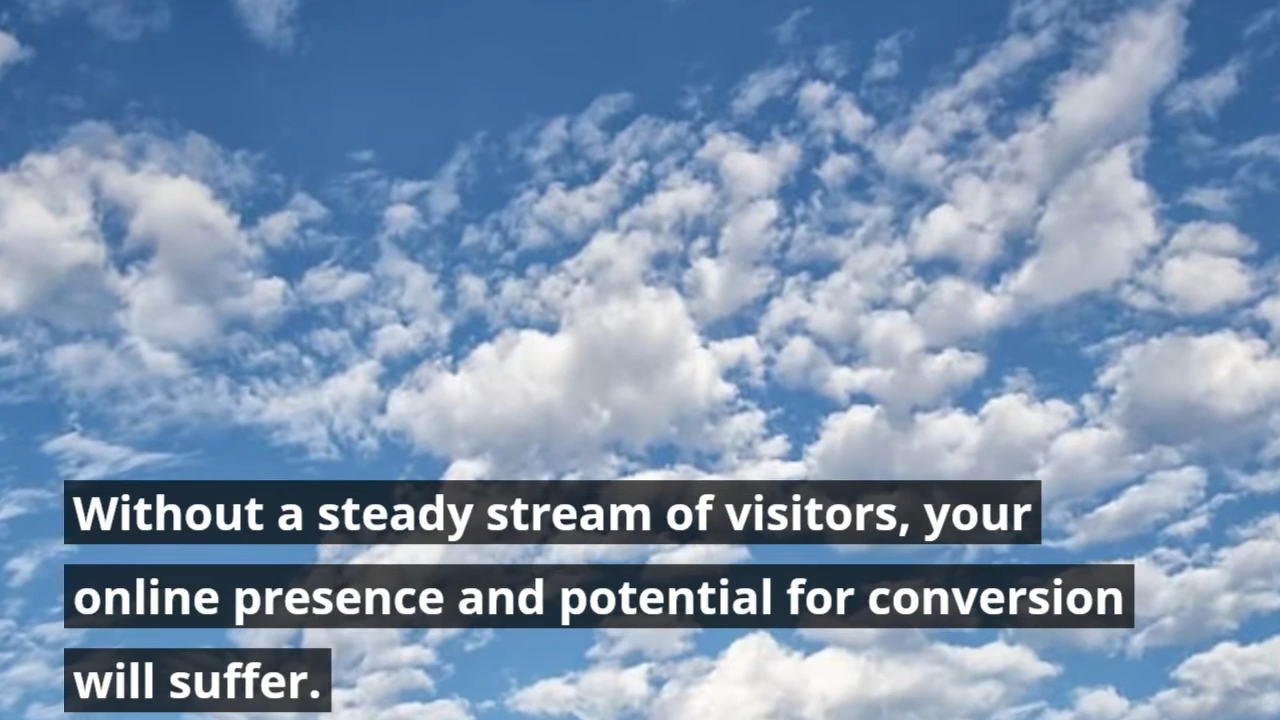 Without a steady stream of visitors, your
online presence and potential for conversion
will suffer.